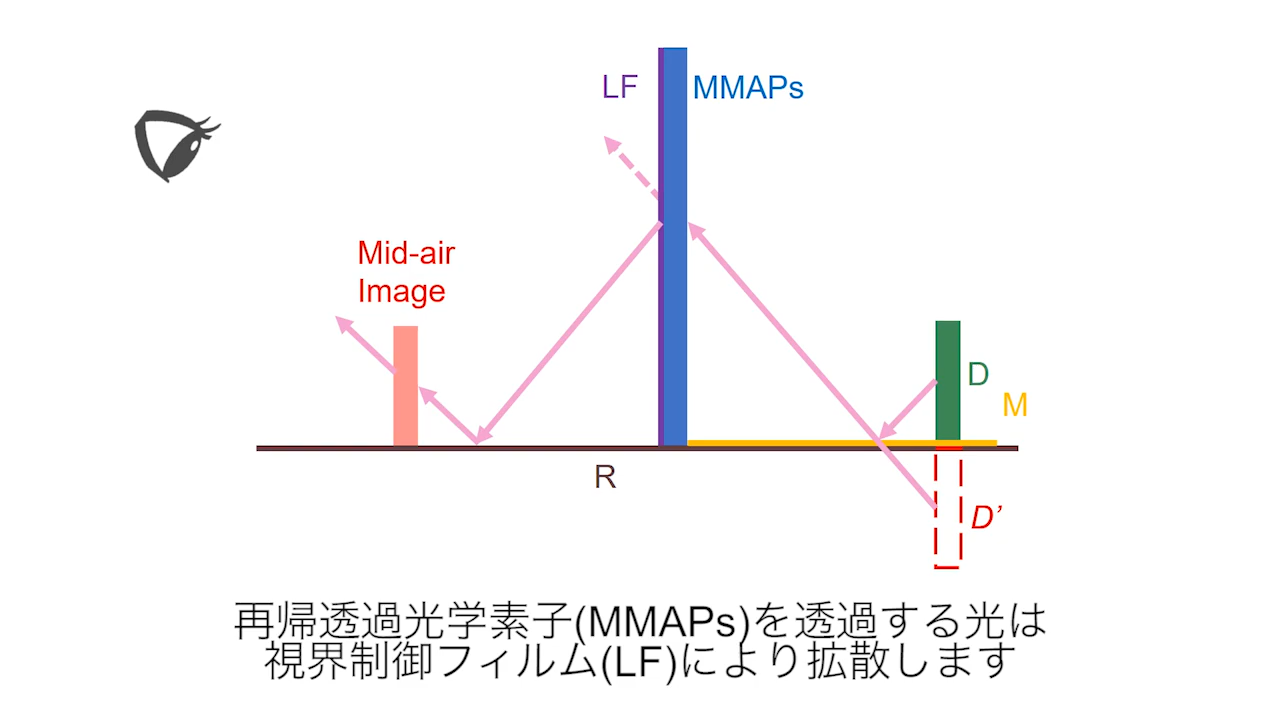 LF
MMAPs
Mid-air
Image
D
M
R
D’
再帰透過光学素子(MMAPs)を透過する光は
視界制御フィルム(LF)により拡散します